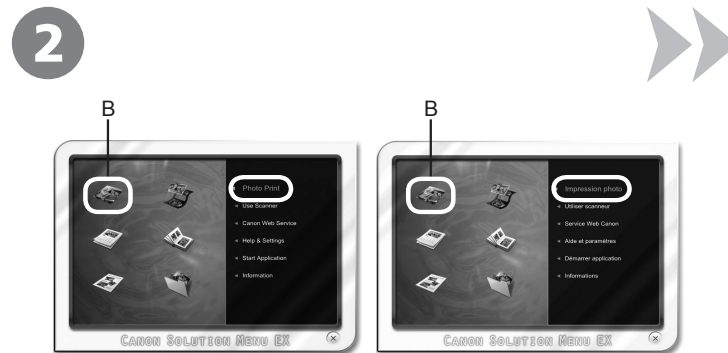 2
B
B
Photo Print
Use Scanner
Canon Web Service
Help & Settings
Start Application
Information
CANON SOLUTION MENU EX
Impression photo
Utiliser scanneur
Service Web Canon
Aide et paramètres
Démarrer application
Informations
CANON SOLUTION MENU EX